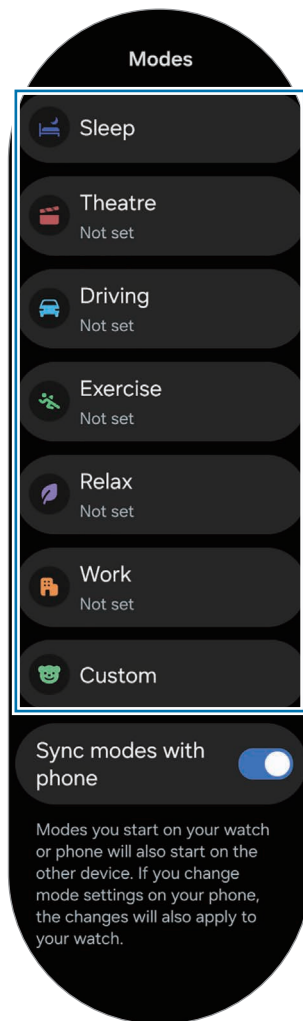 Modes
Sleep
Theatre
Not set
Driving
Not set
Exercise
Not set
Relax
Not set
Work
Not set
Custom
Sync modes with
phone
Modes you start on your watch
or phone will also start on the
other device. If you change
mode settings on your phone,
the changes will also apply to
your watch.